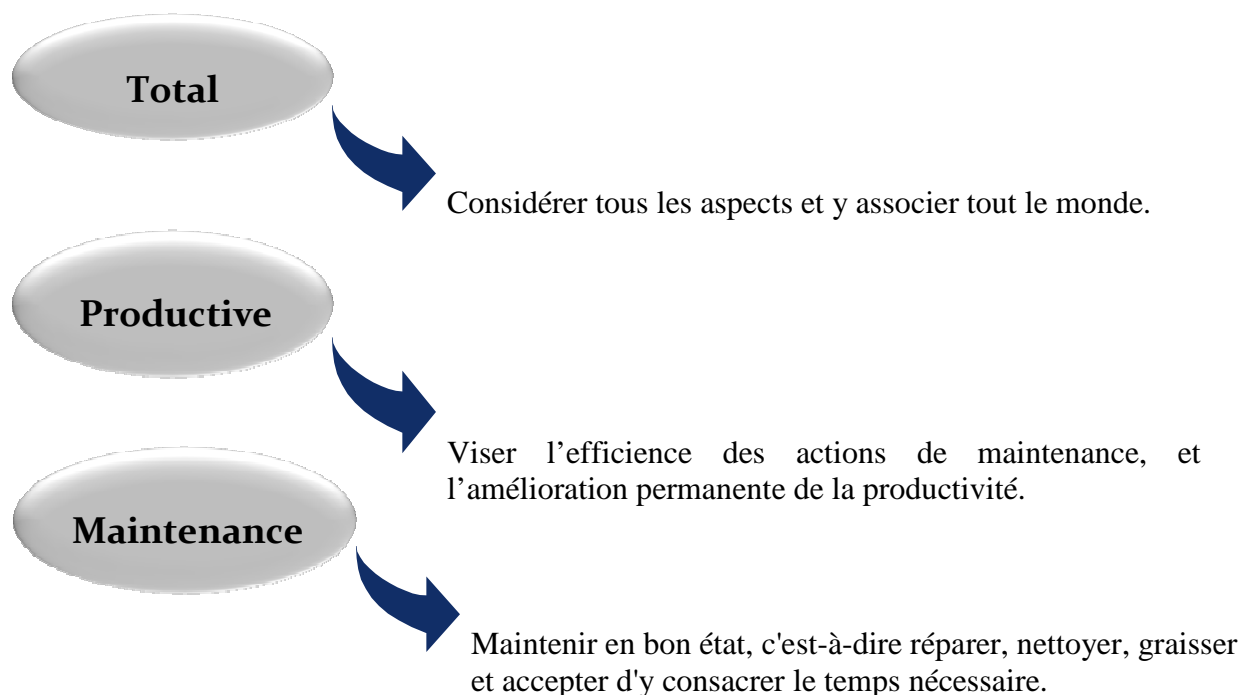 Total
Considérer tous les aspects et y associer tout le monde.
Productive
Viser l’efficience des actions de maintenance, et
l’amélioration permanente de la productivité.
Maintenance
Maintenir en bon état, c'est-à-dire réparer, nettoyer, graisser
et accepter d'y consacrer le temps nécessaire.